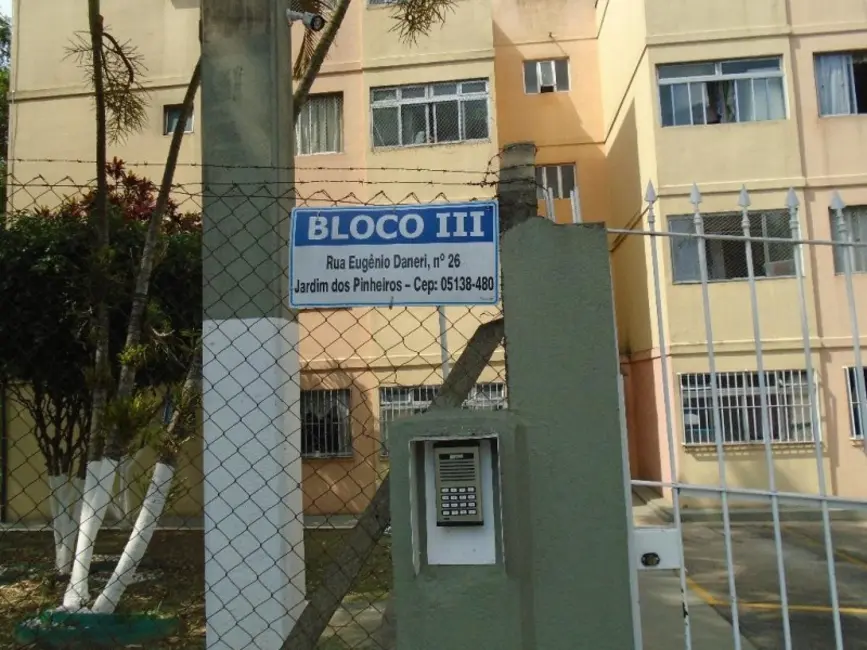 BLOCO III
Rua Eugênio Daneri, nº 26
Jardim dos Pinheiros - Cep: 05138-480